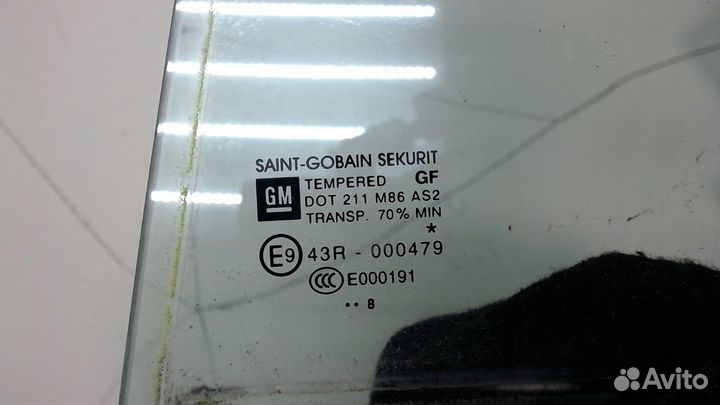 SAINT-GOBAIN SEKURIT
GM TEMPERED GF
DOT 211 M86 AS2
TRANSP. 70% MIN
*
E9 43R - 000479
CCC E000191
•• 8
Avito